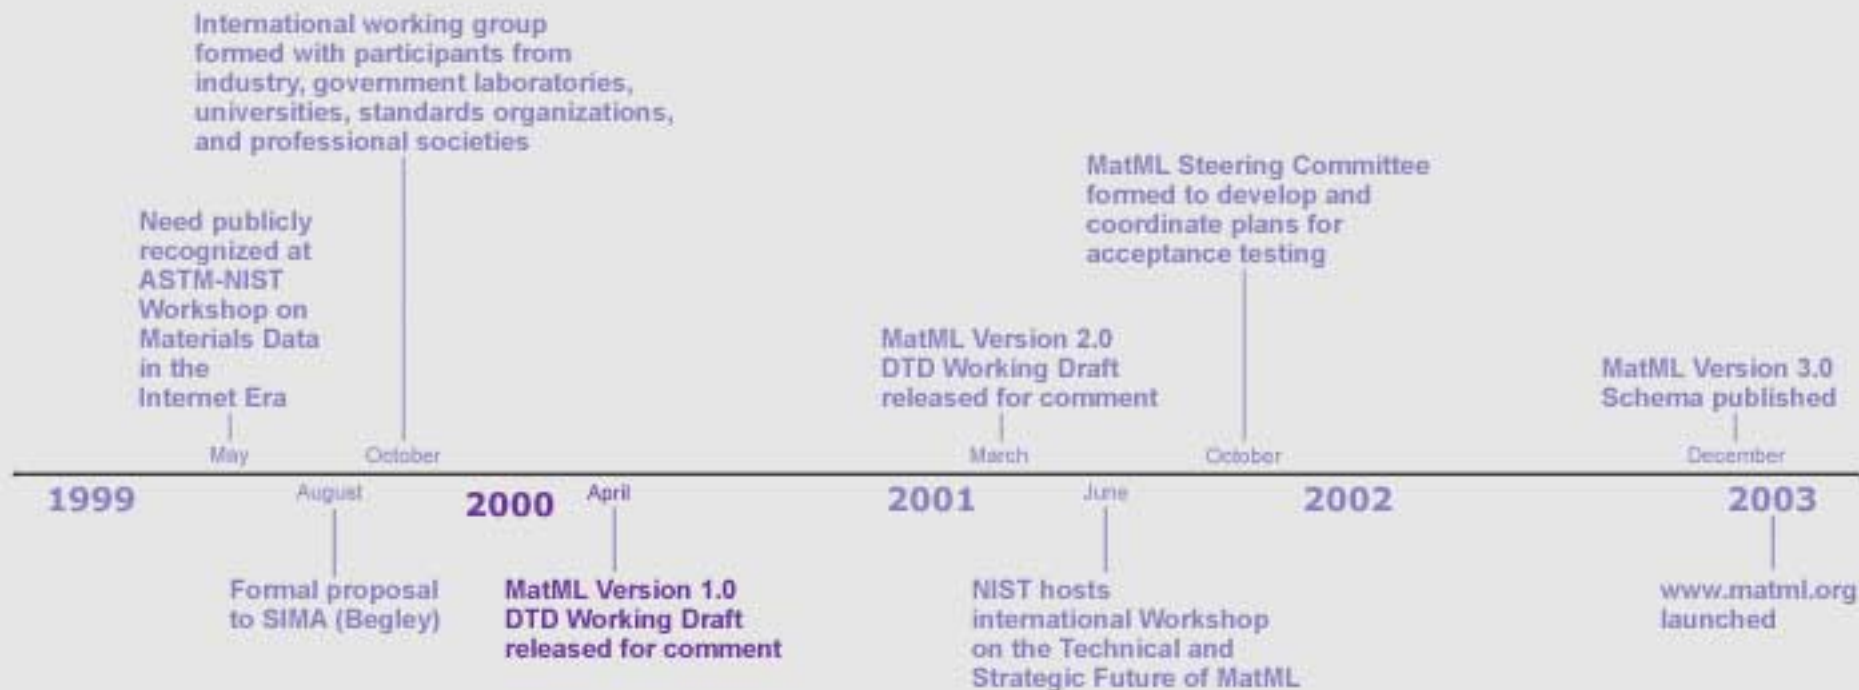 International working group
formed with participants from
industry, government laboratories,
universities, standards organizations,
and professional societies
MatML Steering Committee
formed to develop and
coordinate plans for
acceptance testing
Need publicly
recognized at
ASTM-NIST
Workshop on
Materials Data
in the
Internet Era
MatML Version 2.0
DTD Working Draft
released for comment
MatML Version 3.0
Schema published
May
October
March
October
December
1999
August
2000
April
2001
June
2002
2003
Formal proposal
to SIMA (Begley)
MatML Version 1.0
DTD Working Draft
released for comment
NIST hosts
international Workshop
on the Technical and
Strategic Future of MatML
www.matml.org
launched